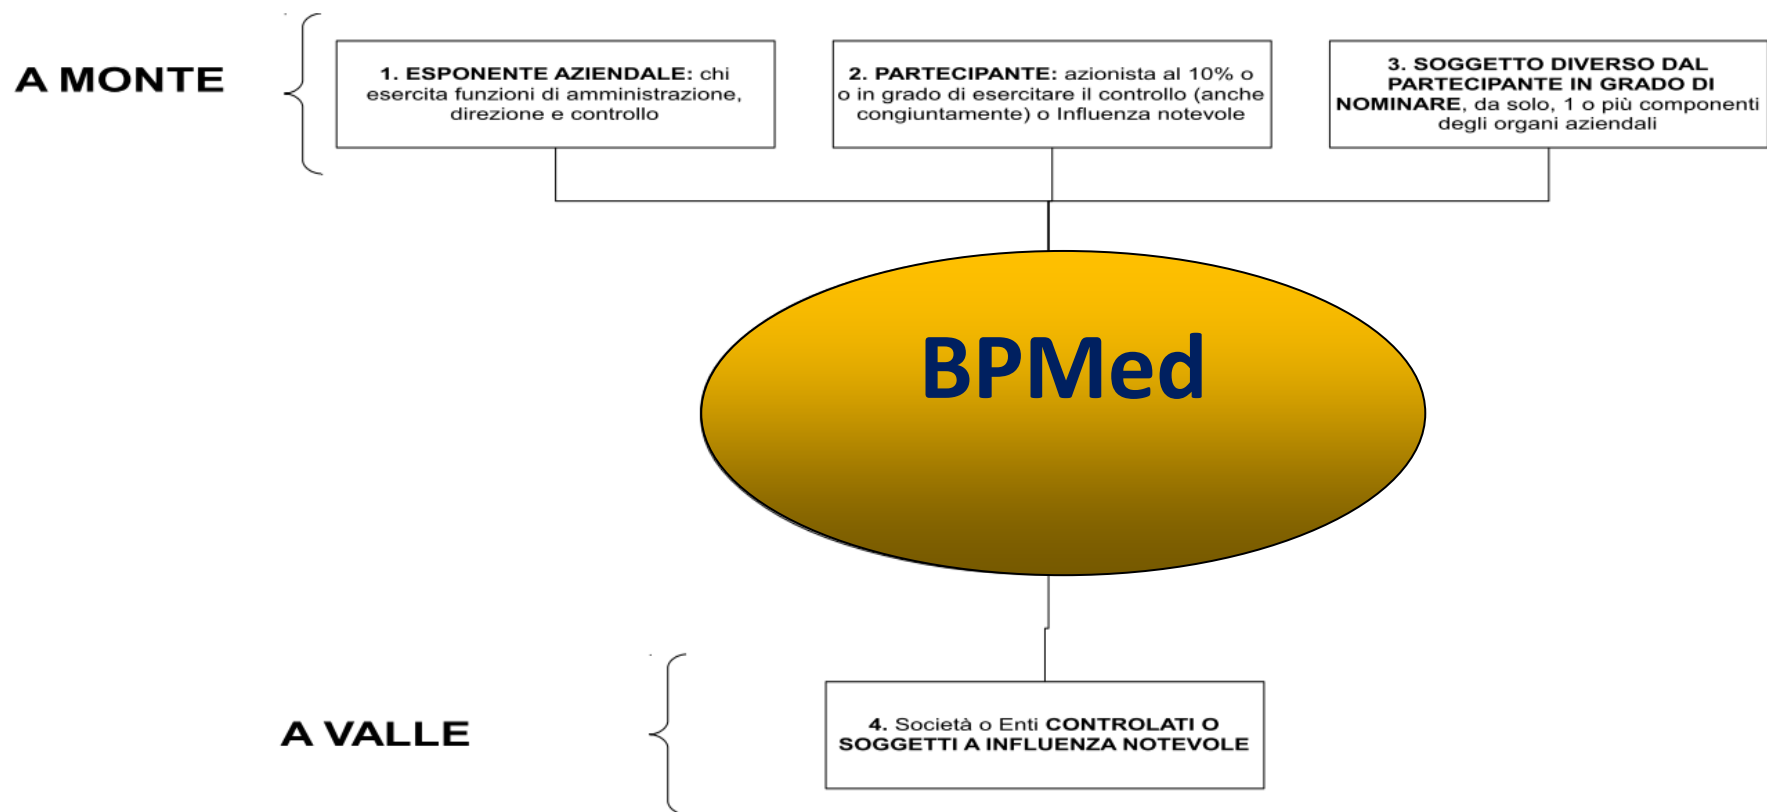 A MONTE
1. ESPONENTE AZIENDALE: chi
esercita funzioni di amministrazione,
direzione e controllo
2. PARTECIPANTE: azionista al 10% o
o in grado di esercitare il controllo (anche
congiuntamente) o Influenza notevole
3. SOGGETTO DIVERSO DAL
PARTECIPANTE IN GRADO DI
NOMINARE, da solo, 1 o più componenti
degli organi aziendali
BPMed
A VALLE
4. Società o Enti CONTROLATI O
SOGGETTI A INFLUENZA NOTEVOLE